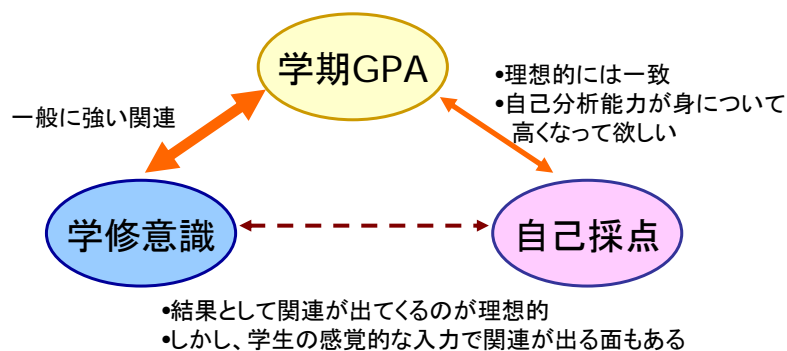 学期GPA
•理想的には一致
•自己分析能力が身について
高くなって欲しい
一般に強い関連
学修意識
自己採点
•結果として関連が出てくるのが理想的
•しかし、学生の感覚的な入力で関連が出る面もある